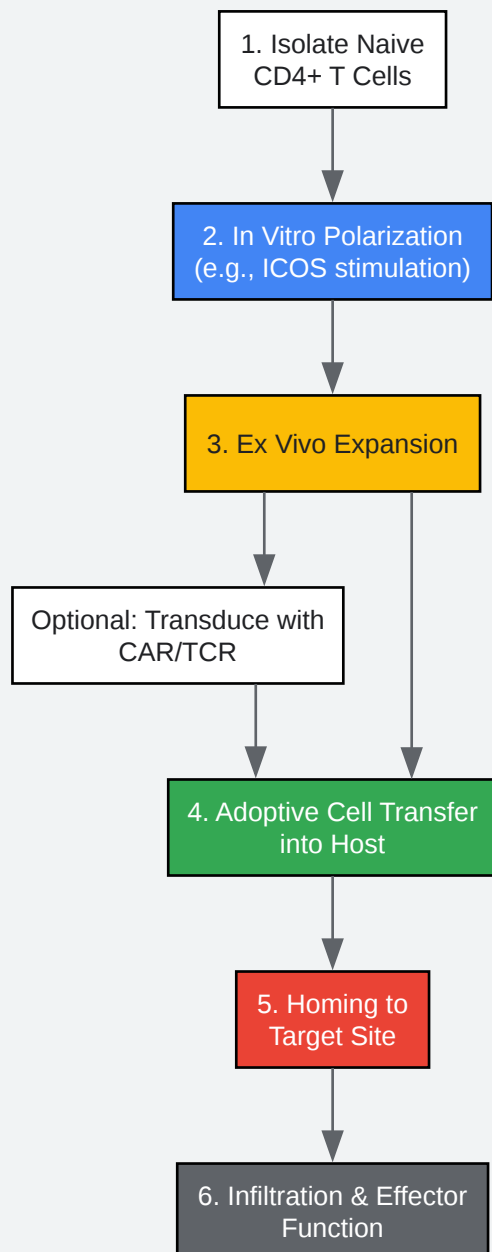 1. Isolate Naive
CD4+ T Cells
2. In Vitro Polarization
(e.g., ICOS stimulation)
3. Ex Vivo Expansion
Optional: Transduce with
CAR/TCR
4. Adoptive Cell Transfer
into Host
5. Homing to
Target Site
6. Infiltration & Effector
Function